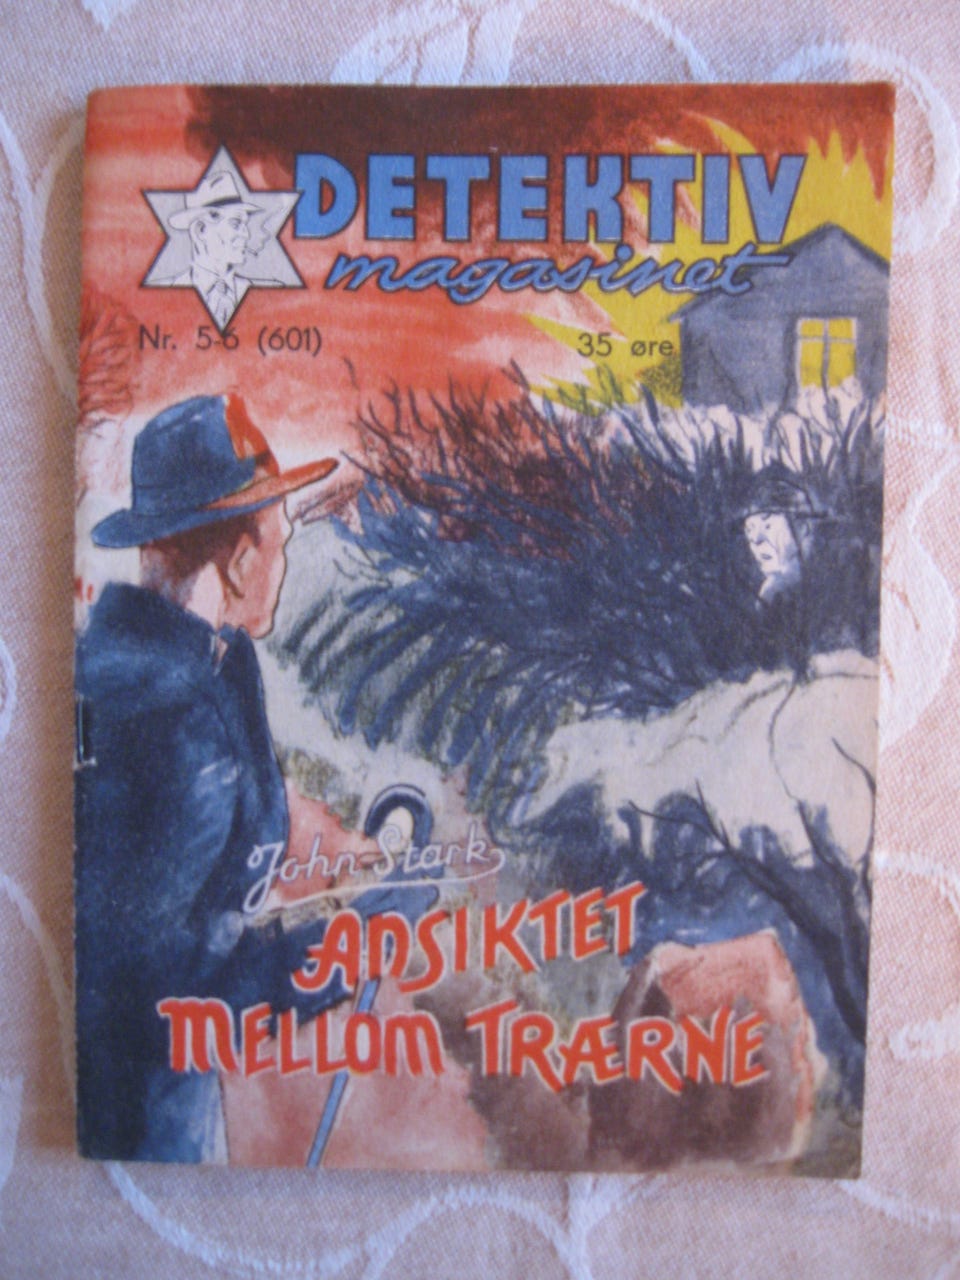 DETEKTIV
magasinet
Nr. 5-6 (601) 35 øre
John Stark
ANSIKTET
MELLOM TRÆRNE